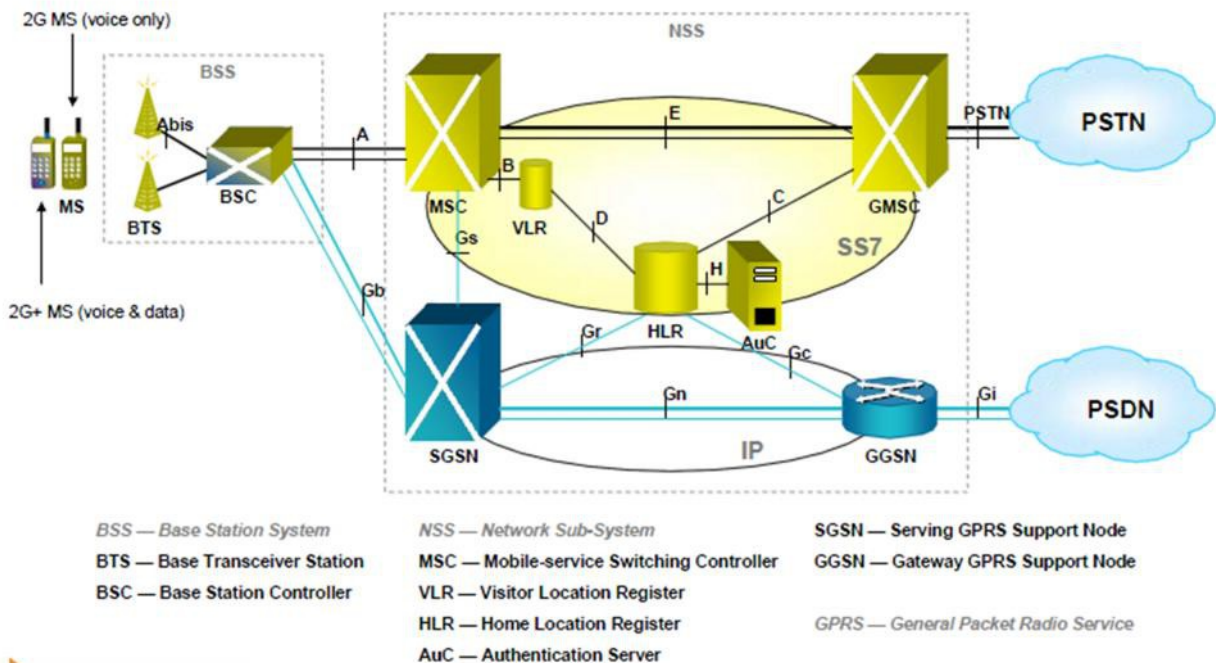 2G MS (voice only)
NSS
BSS
Abis
E
PSTN
PSTN
A
B
MS
BSC
MSC
VLR
C
GMSC
BTS
D
Gs
SS7
H
2G+ MS (voice & data)
Gb
HLR
AuC
Gr
Gc
Gn
Gi
PSDN
SGSN
IP
GGSN
BSS — Base Station System
BTS — Base Transceiver Station
BSC — Base Station Controller
NSS — Network Sub-System
MSC — Mobile-service Switching Controller
VLR — Visitor Location Register
HLR — Home Location Register
AuC — Authentication Server
SGSN — Serving GPRS Support Node
GGSN — Gateway GPRS Support Node
GPRS — General Packet Radio Service